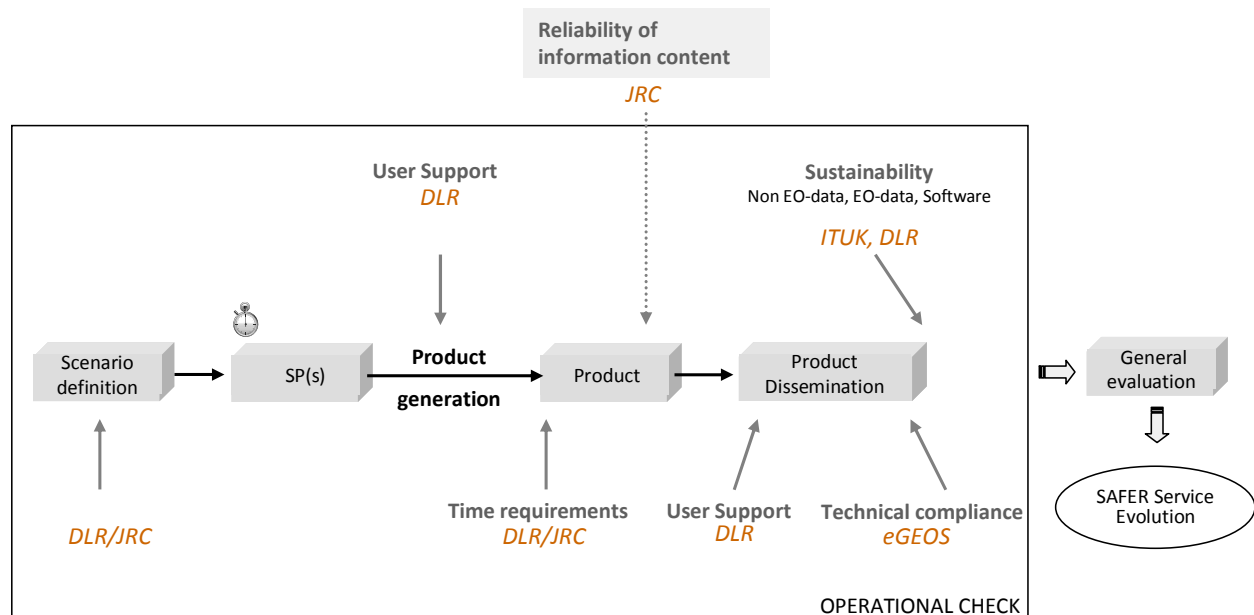 Reliability of
information content
JRC
User Support
DLR
Sustainability
Non EO-data, EO-data, Software
ITUK, DLR
Scenario
definition
SP(s)
Product
generation
Product
Product
Dissemination
General
evaluation
DLR/JRC
Time requirements
DLR/JRC
User Support
DLR
Technical compliance
eGEOS
SAFER Service
Evolution
OPERATIONAL CHECK